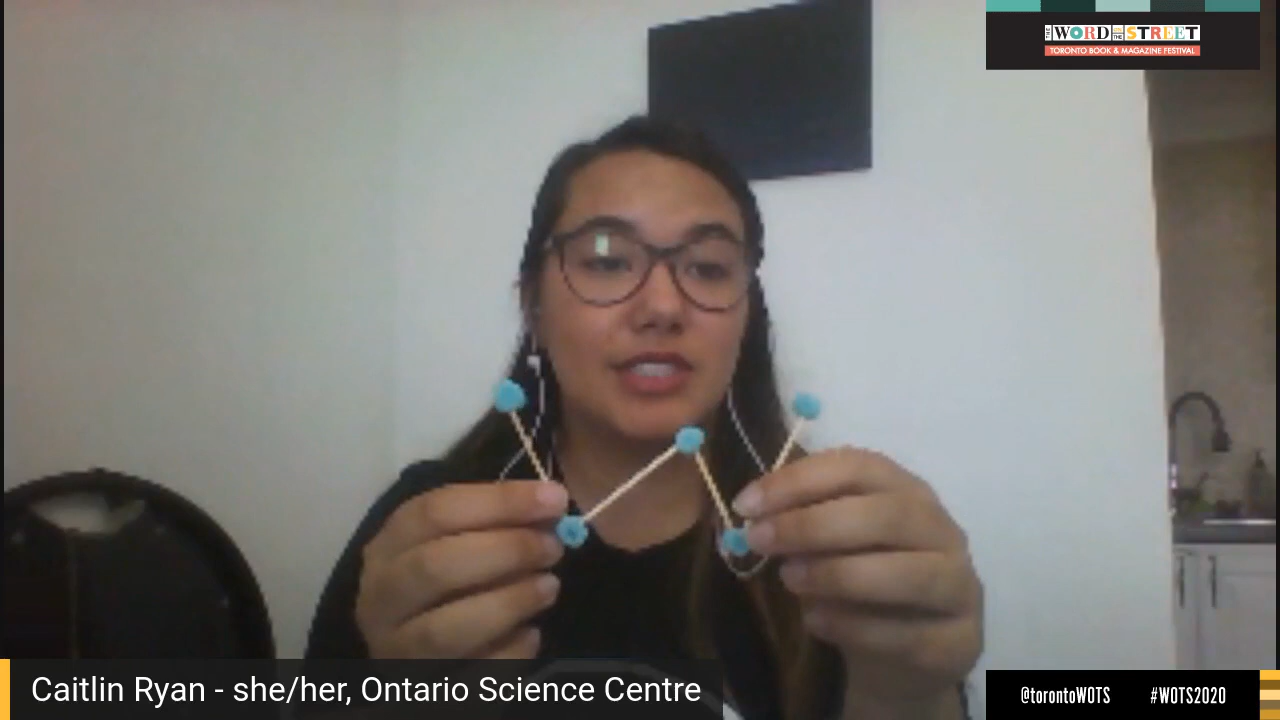 THE WORD ON THE STREET
TORONTO BOOK & MAGAZINE FESTIVAL
Caitlin Ryan - she/her, Ontario Science Centre
@torontoWOTS #WOTS2020